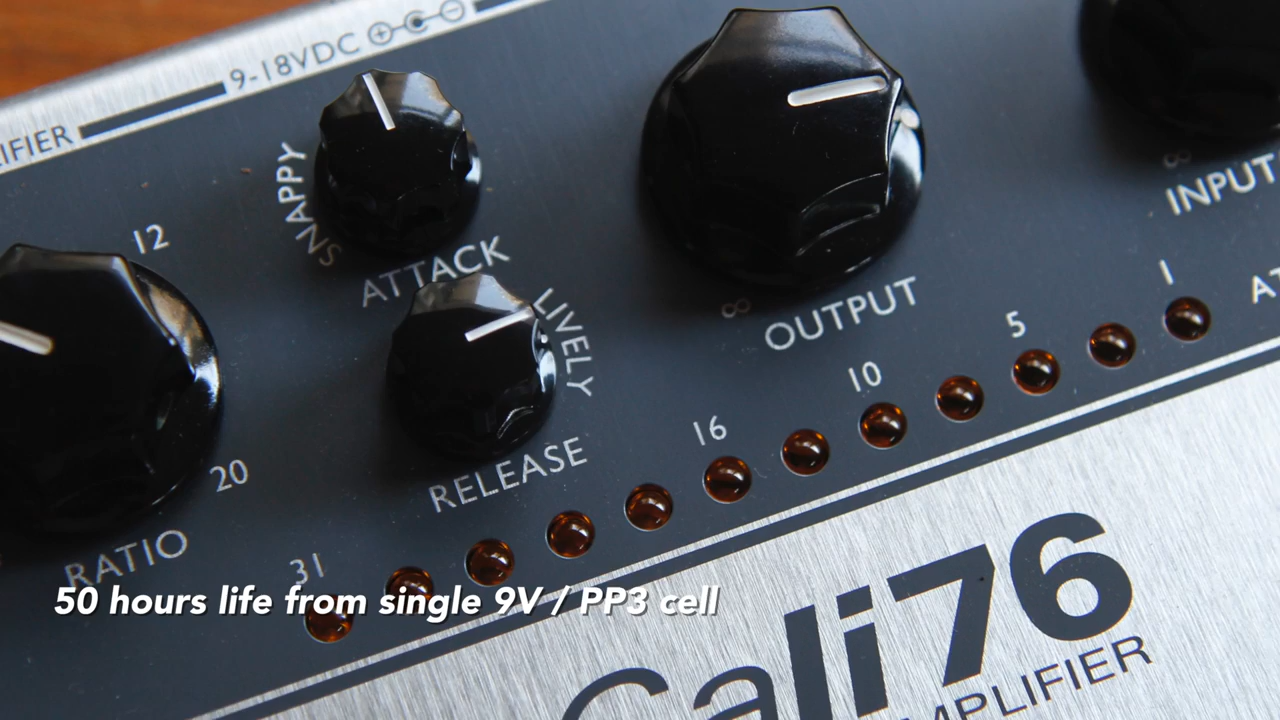 9-18VDC
IFIER
SNAPPY
12
ATTACK
LIVELY
∞
OUTPUT
∞
INPUT
20
RELEASE
RATIO
31
16
10
5
1
AT
50 hours life from single 9V / PP3 cell
Cali76
MPLIFIER